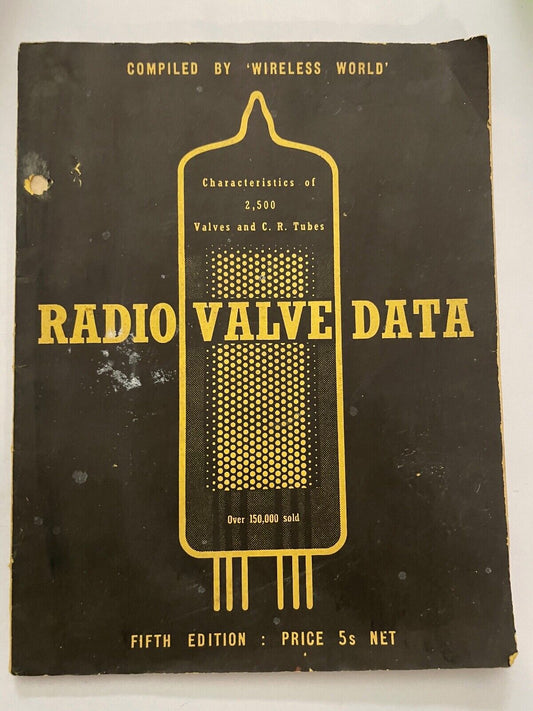 COMPILED BY 'WIRELESS WORLD'
Characteristics of
2,500
Valves and C. R. Tubes
RADIO VALVE DATA
Over 150,000 sold
FIFTH EDITION : PRICE 5s NET